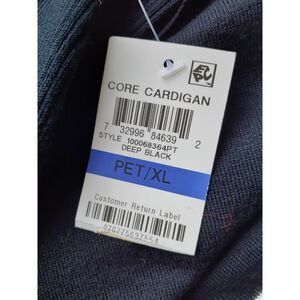 CORE CARDIGAN
7 32996 84639 2
STYLE 100068364PT
DEEP BLACK
PET/XL
Customer Return Label